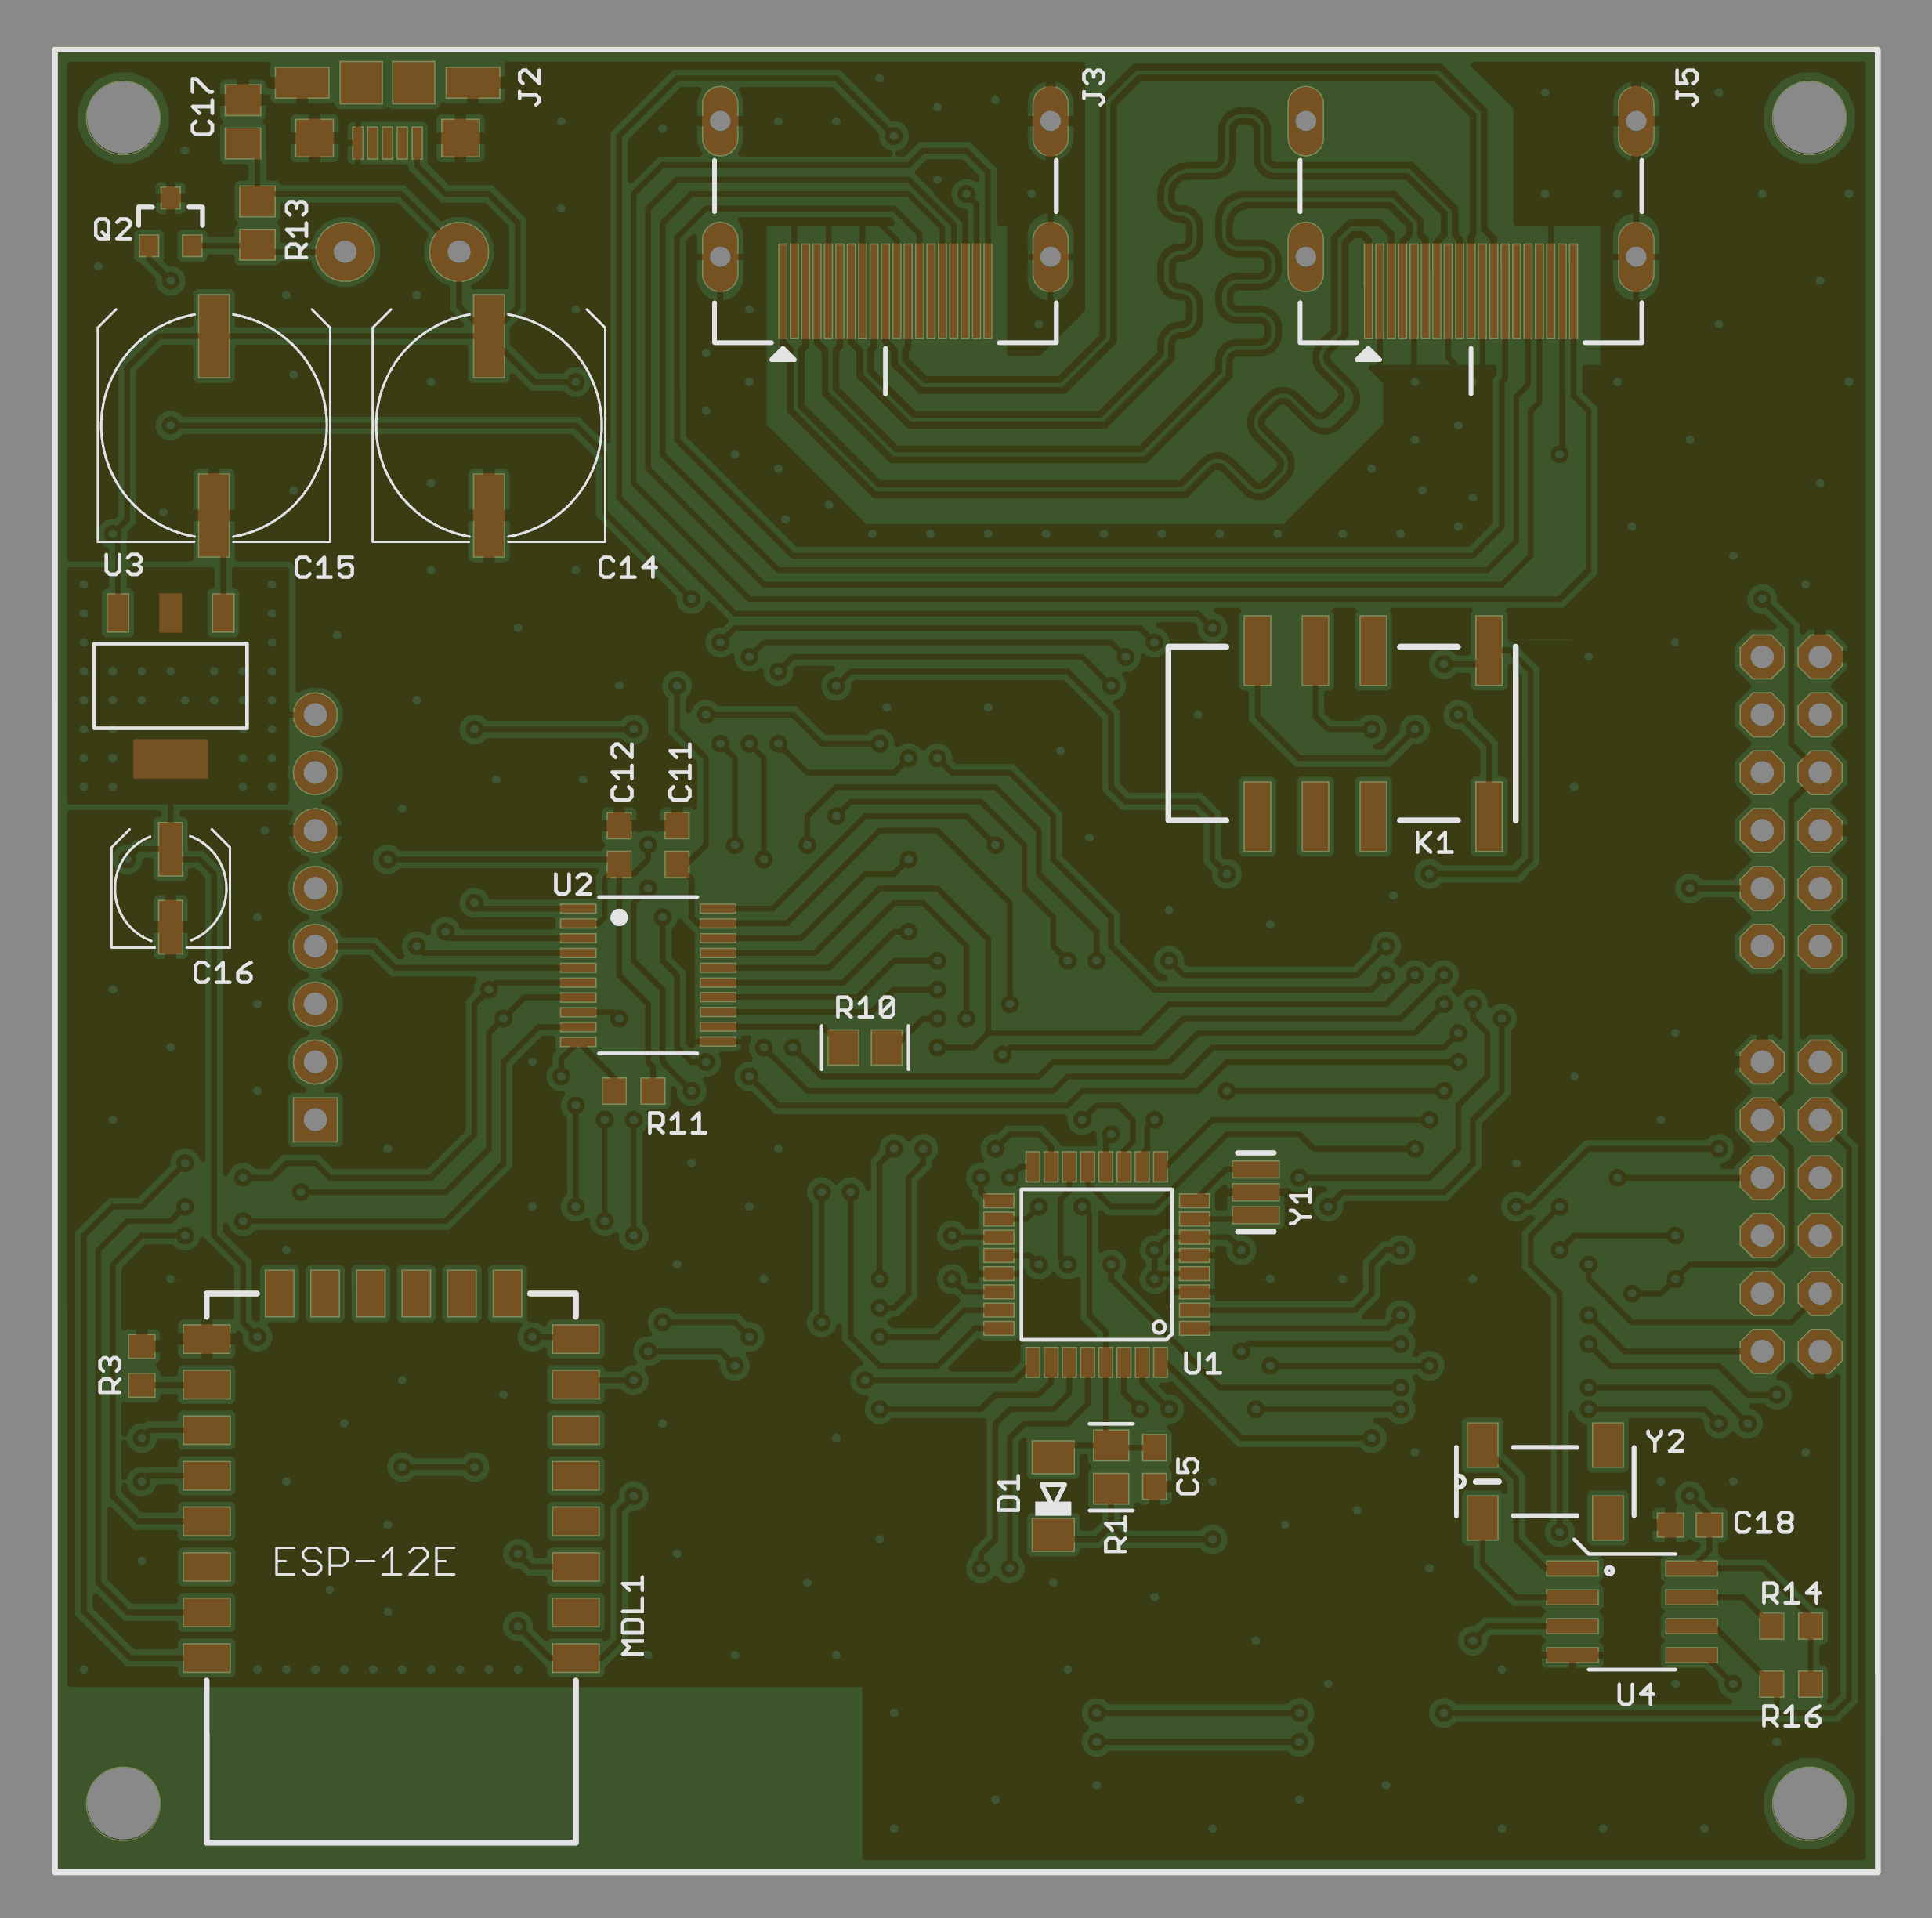 C17
J2
J3
J5
Q2
R13
U3
C15
C14
C12
C11
K1
U2
C16
R10
R11
Y1
U1
R3
D1
C5
R1
Y2
C18
ESP-12E
MDL1
R14
U4
R16